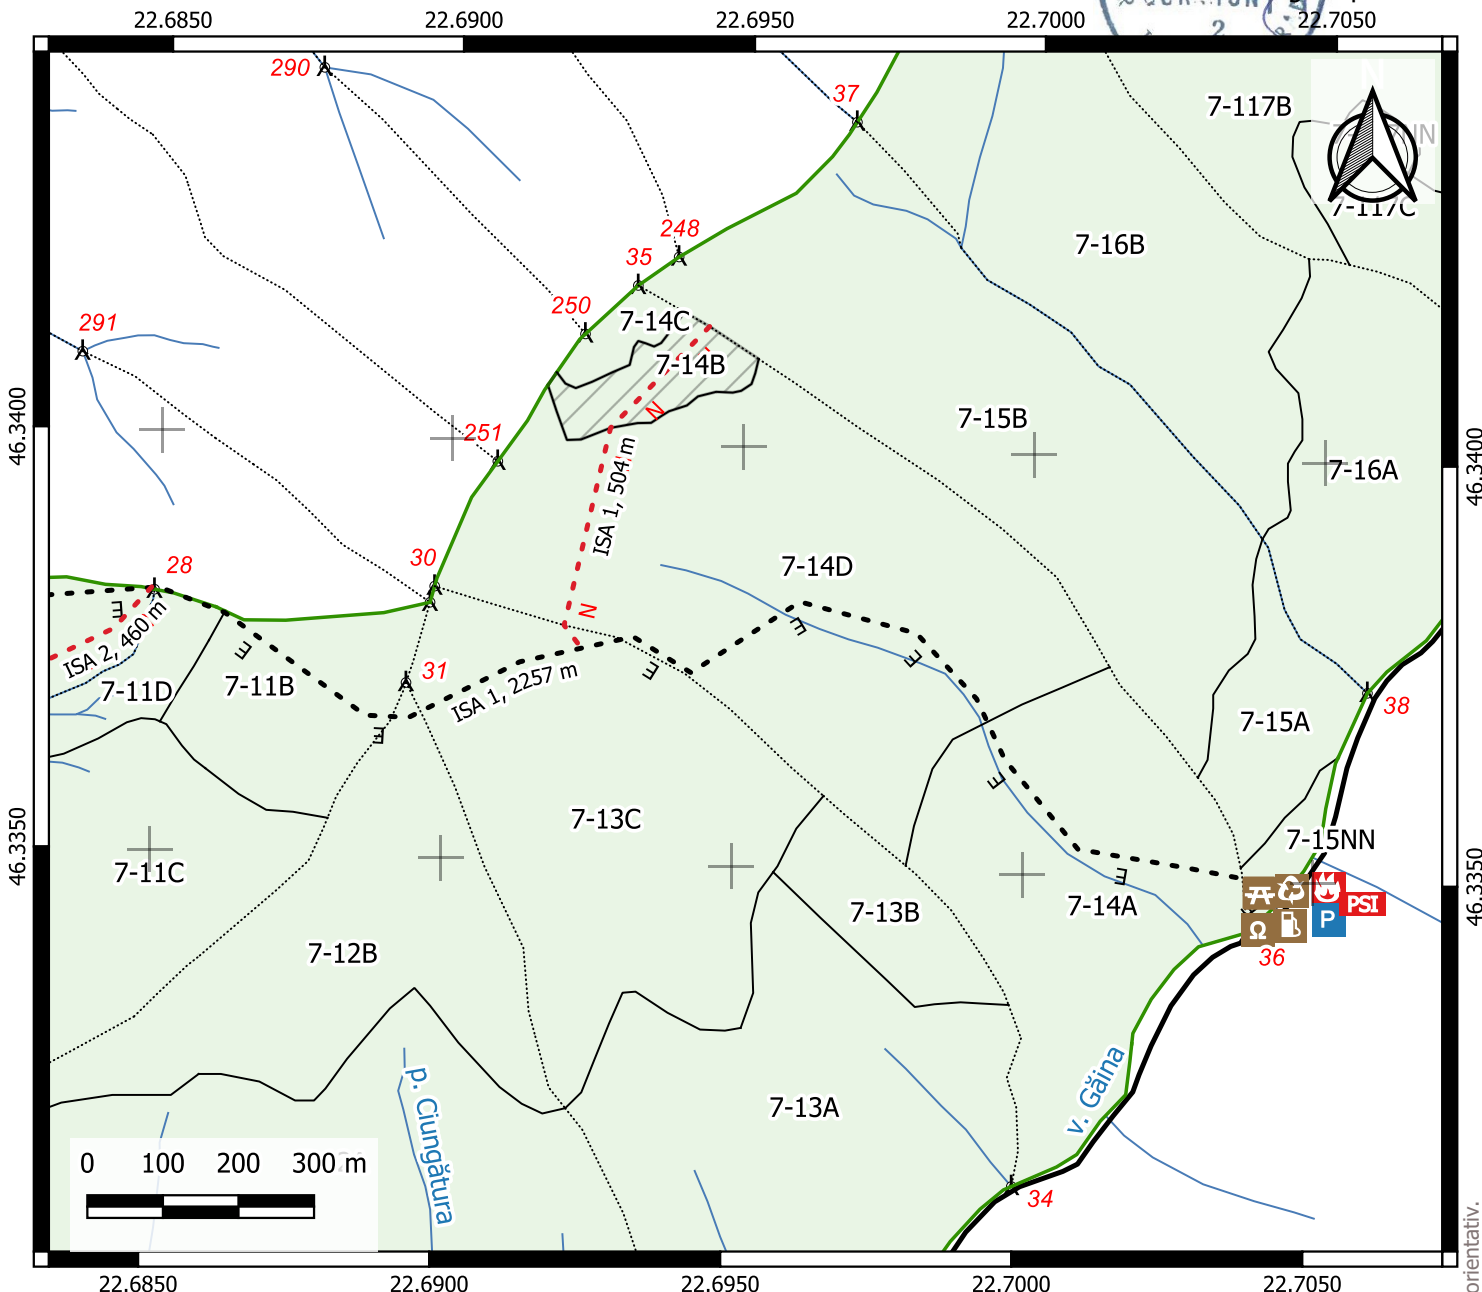 22.6850
22.6900
22.6950
22.7000
22.7050
2
290
37
7-117B
N
7-117C
248
7-16B
35
250
7-14C
291
7-14B
46.3400
251
N
7-15B
46.3400
7-16A
ISA 1, 504 m
28
30
7-14D
E
N
E
ISA 2, 460 m
E
E
E
31
7-11D
7-11B
ISA 1, 2257 m
38
7-15A
E
E
7-13C
7-15NN
46.3350
7-11C
E
46.3350
PSI
7-13B
7-14A
Ω
P
7-12B
36
v. Găina
7-13A
p. Ciungătura
0
100
200
300 m
34
orientativ.
22.6850
22.6900
22.6950
22.7000
22.7050